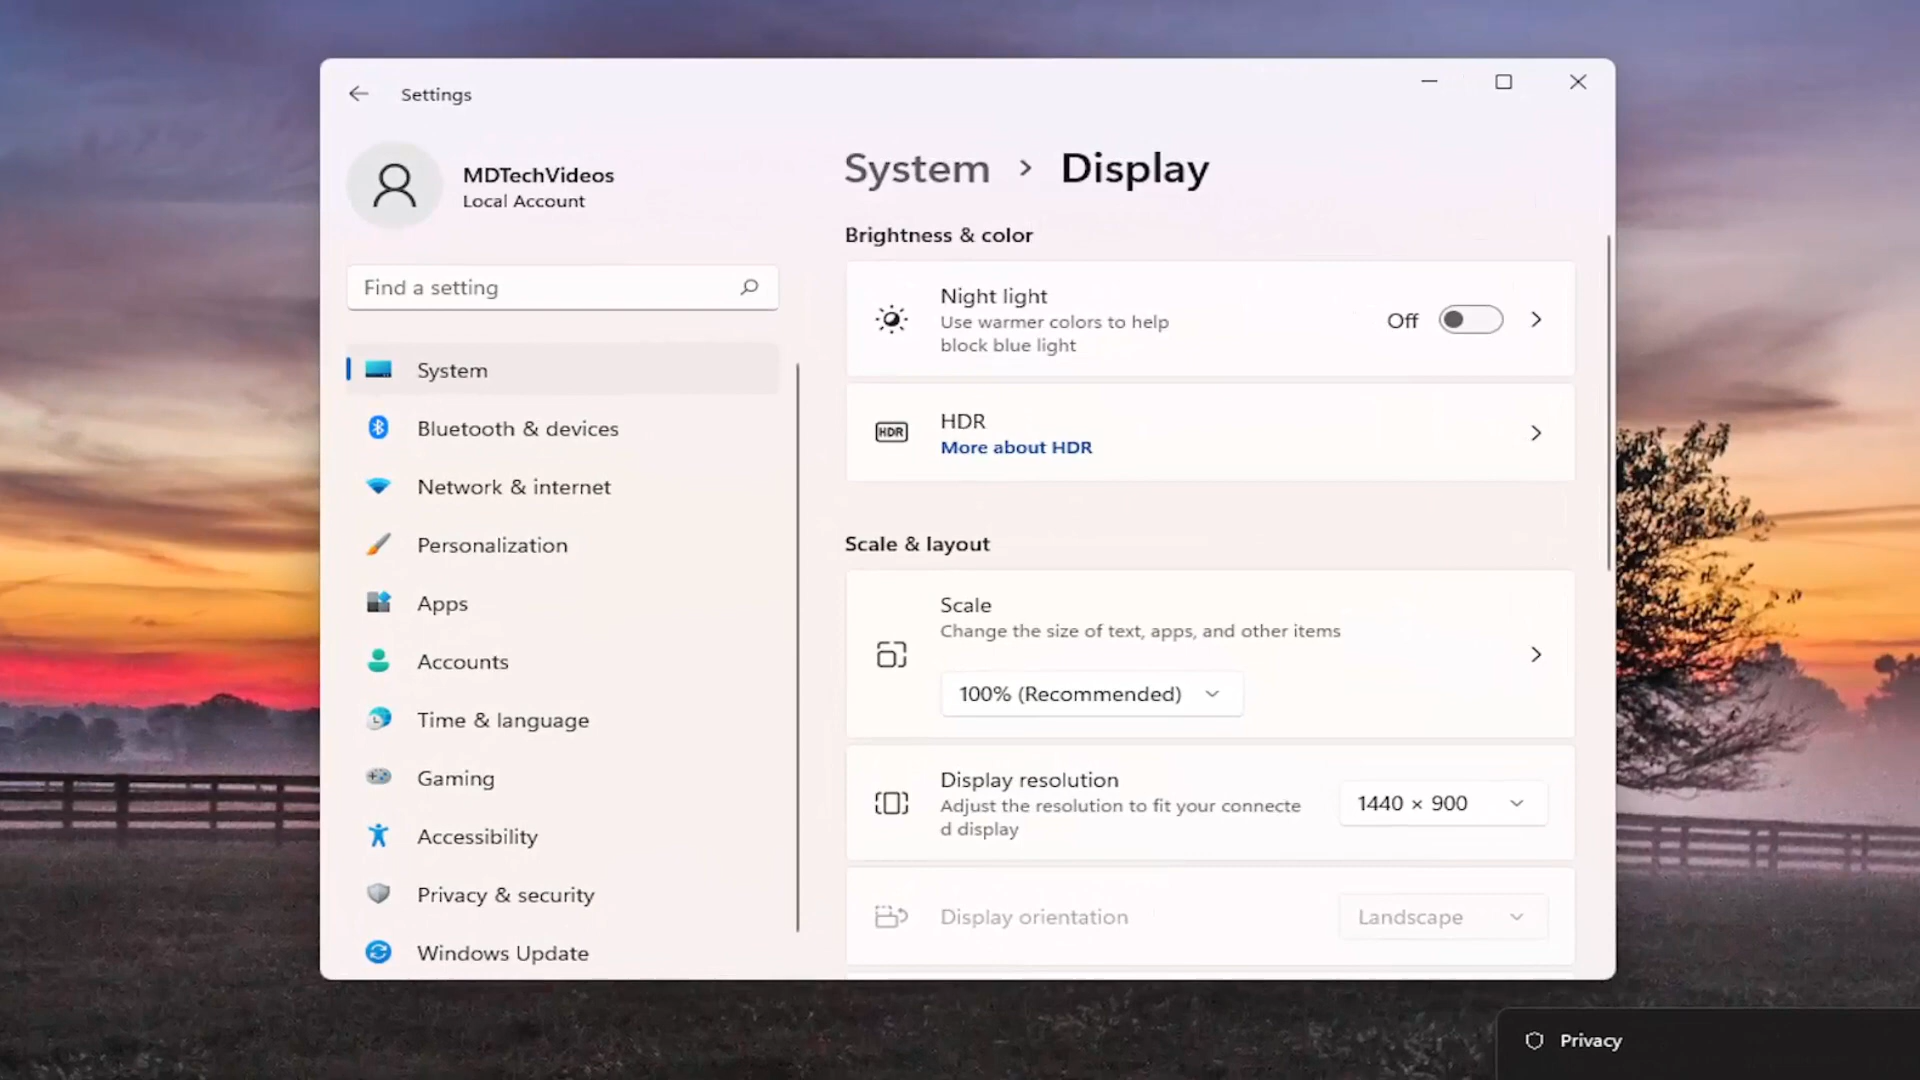 Settings
MDTechVideos
Local Account
Find a setting
System
Bluetooth & devices
Network & internet
Personalization
Apps
Accounts
Time & language
Gaming
Accessibility
Privacy & security
Windows Update
System › Display
Brightness & color
Night light
Use warmer colors to help
block blue light
Off
HDR
HDR
More about HDR
Scale & layout
Scale
Change the size of text, apps, and other items
100% (Recommended)
Display resolution
Adjust the resolution to fit your connecte
d display
1440 × 900
Display orientation
Landscape
Privacy